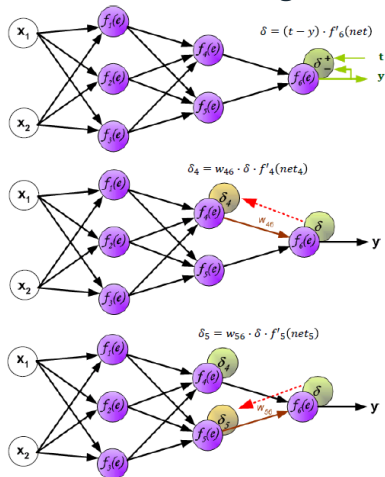 δ = (t − y) · f'₆(net)
x₁
f₁(e)
f₄(e)
f₂(e)
δ + −
t
f₆(e)
y
x₂
f₅(e)
f₃(e)
δ₄ = w₄₆ · δ · f'₄(net₄)
x₁
f₁(e)
δ₄
f₄(e)
w₄₆
δ
f₂(e)
f₆(e)
y
x₂
f₅(e)
f₃(e)
δ₅ = w₅₆ · δ · f'₅(net₅)
x₁
f₁(e)
δ₄
f₄(e)
δ
f₂(e)
f₆(e)
y
δ₅
w₅₆
f₅(e)
x₂
f₃(e)